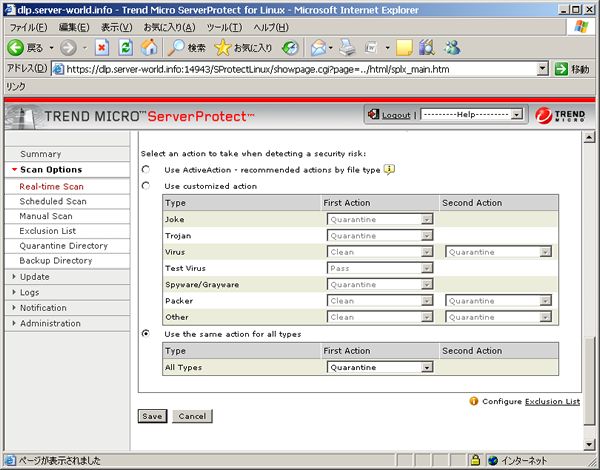 dlp.server-world.info - Trend Micro ServerProtect for Linux - Microsoft Internet Explorer
ファイル(F) 編集(E) 表示(V) お気に入り(A) ツール(T) ヘルプ(H)
戻る 検索 お気に入り
アドレス(D) https://dlp.server-world.info:14943/SProtectLinux/showpage.cgi?page=../html/splx_main.htm 移動
リンク
TREND MICRO™ ServerProtect™ Logout | ---------Help--------- TREND MICRO
Summary
Scan Options
Real-time Scan
Scheduled Scan
Manual Scan
Exclusion List
Quarantine Directory
Backup Directory
Update
Logs
Notification
Administration
Select an action to take when detecting a security risk:
Use ActiveAction - recommended actions by file type
Use customized action
Type First Action Second Action
Joke Quarantine
Trojan Quarantine
Virus Clean Quarantine
Test Virus Pass
Spyware/Grayware Quarantine
Packer Clean Quarantine
Other Clean Quarantine
Use the same action for all types
Type First Action Second Action
All Types Quarantine
Configure Exclusion List
Save Cancel
ページが表示されました インターネット